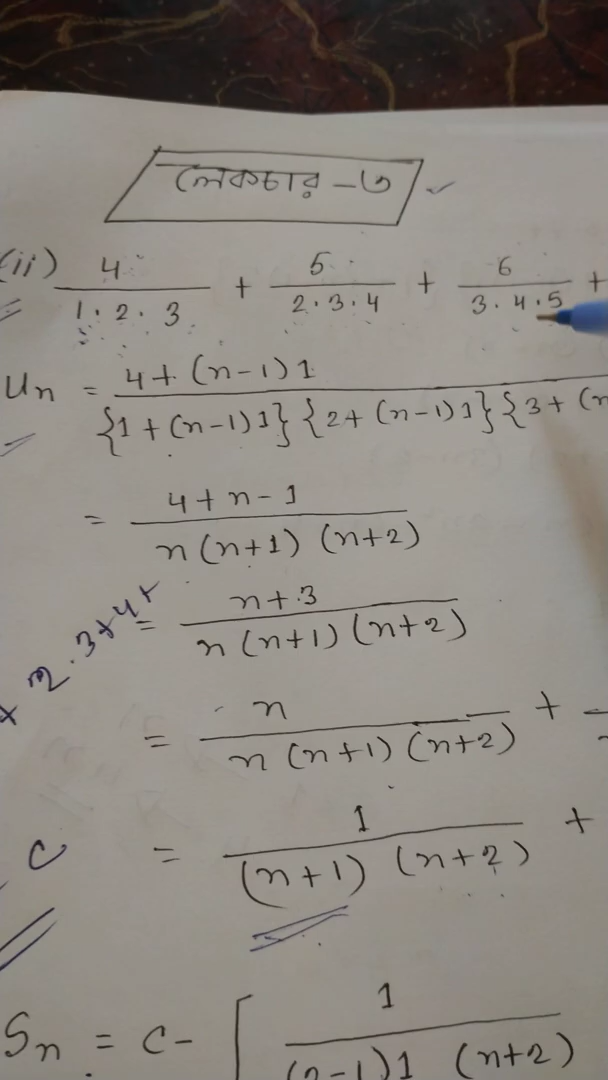 লেকচার -৩
(ii) 4/(1.2.3) + 5/(2.3.4) + 6/(3.4.5) +
Un = (4+(n-1)1)/({1+(n-1)1}{2+(n-1)1}{3+(n
= (4+n-1)/(n(n+1)(n+2))
= (n+3)/(n(n+1)(n+2))
= n/(n(n+1)(n+2)) +
C = 1/((n+1)(n+2)) +
Sn = C- [ 1/((n-1)1 (n+2)